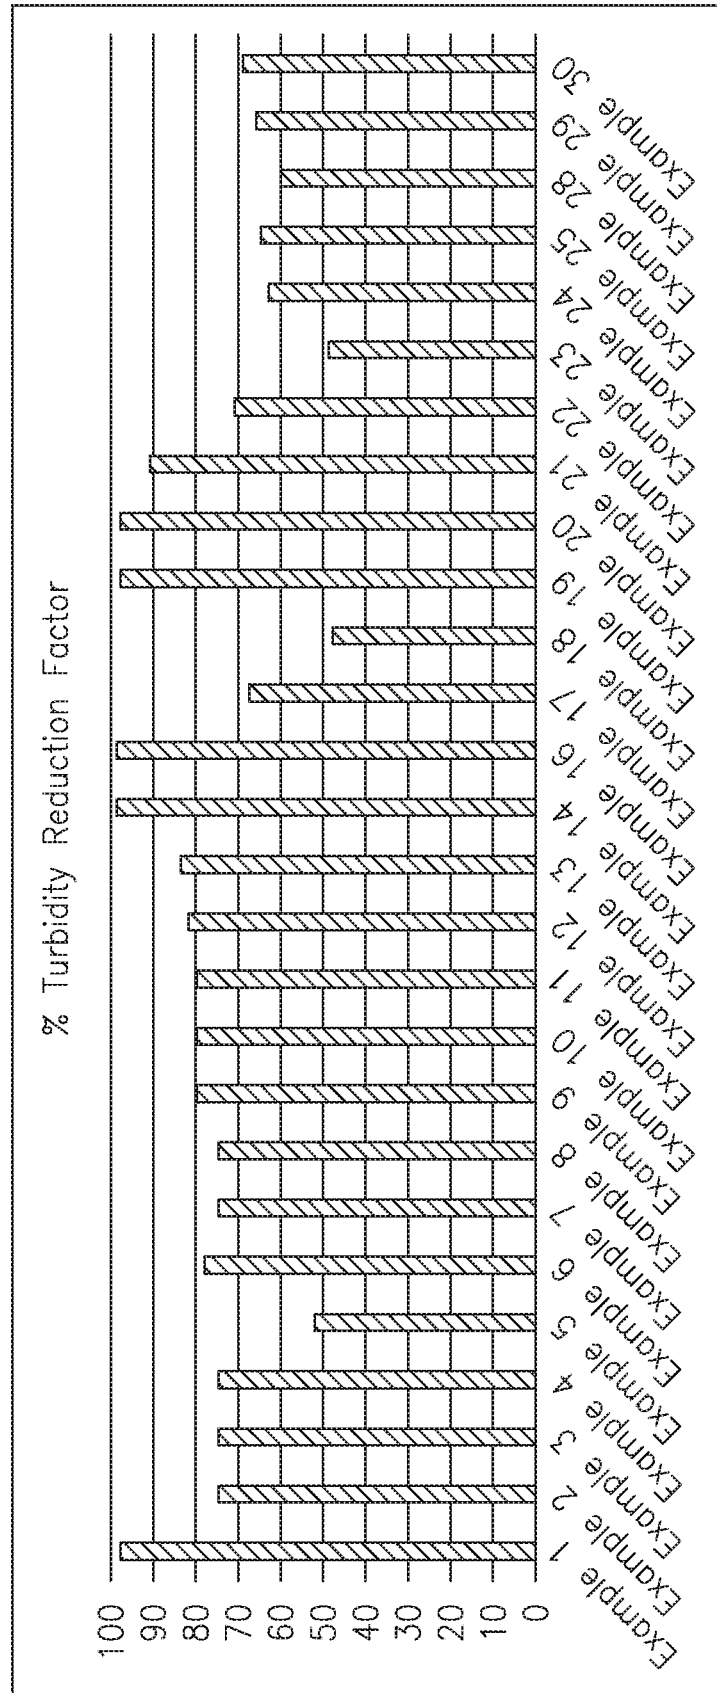 % Turbidity Reduction Factor
100
90
80
70
60
50
40
30
20
10
0
Example 1
Example 2
Example 3
Example 4
Example 5
Example 6
Example 7
Example 8
Example 9
Example 10
Example 11
Example 12
Example 13
Example 14
Example 16
Example 17
Example 18
Example 19
Example 20
Example 21
Example 22
Example 23
Example 24
Example 25
Example 28
Example 29
Example 30